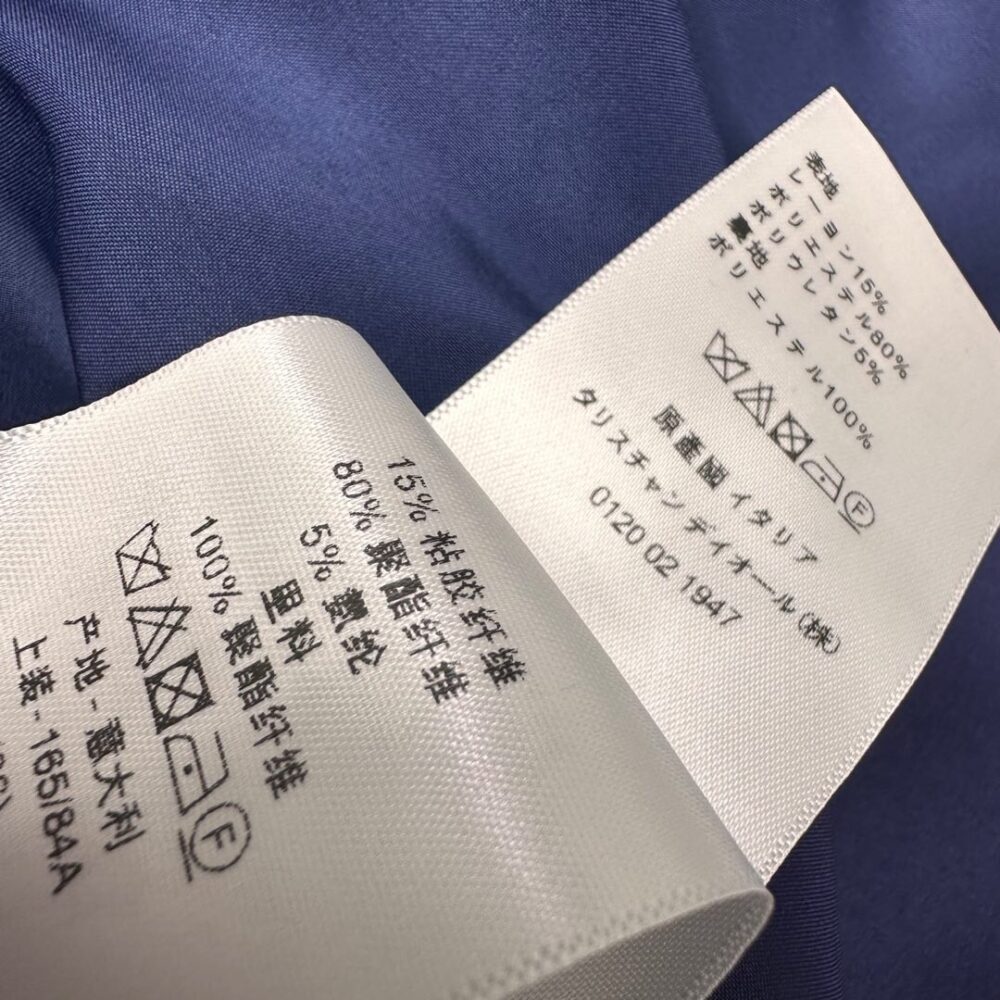 表地
レーヨン15%
ポリエステル80%
ポリウレタン5%
裏地
ポリエステル100%
F
原産國 イタリア
タリスチャン デイオール(株)
0120 02 1947
15% 粘胶纤维
80% 聚酯纤维
5% 氨纶
里料
100% 聚酯纤维
F
产地-意大利
上装-165/84A